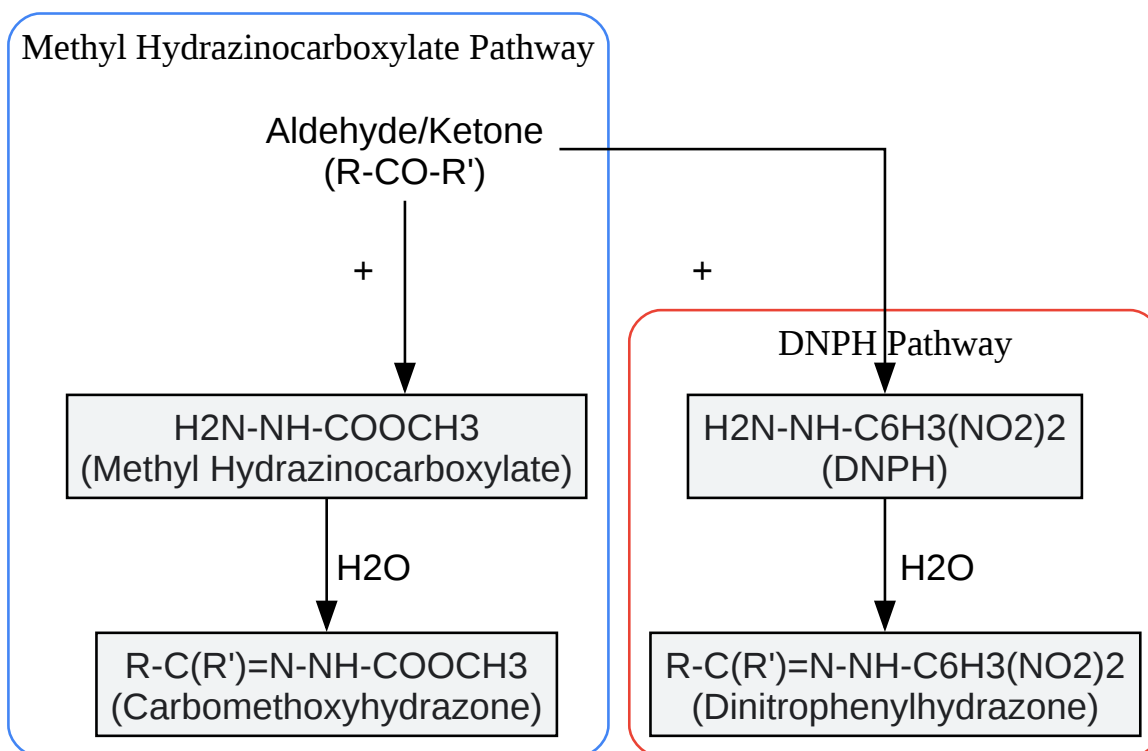 Methyl Hydrazinocarboxylate Pathway
Aldehyde/Ketone
(R-CO-R')
+
+
DNPH Pathway
H2N-NH-COOCH3
(Methyl Hydrazinocarboxylate)
H2N-NH-C6H3(NO2)2
(DNPH)
H2O
H2O
R-C(R')=N-NH-COOCH3
(Carbomethoxyhydrazone)
R-C(R')=N-NH-C6H3(NO2)2
(Dinitrophenylhydrazone)